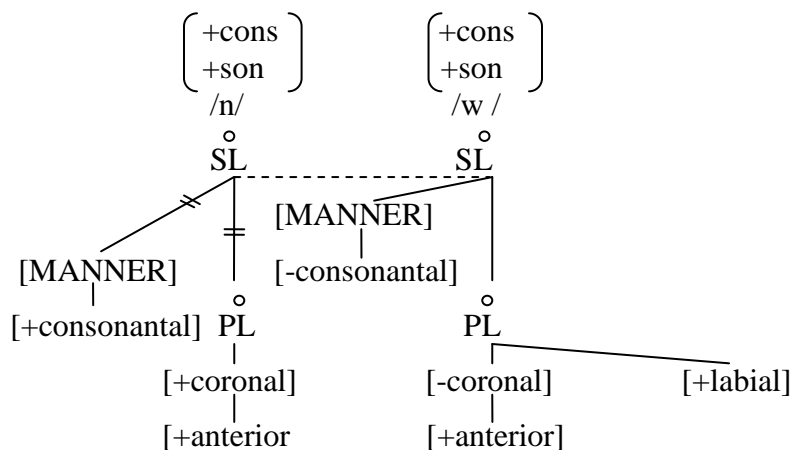 +cons +cons
+son +son
/n/ /w /
SL SL
[MANNER]
[MANNER] [-consonantal]
[+consonantal] PL PL
[+coronal] [-coronal] [+labial]
[+anterior [+anterior]